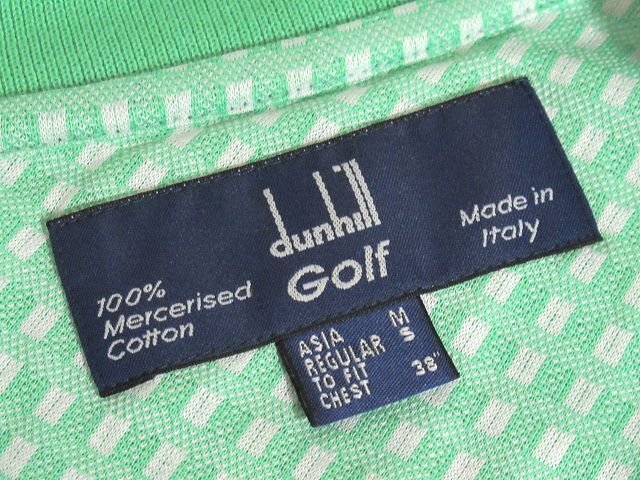 dunhill
Golf
100%
Mercerised
Cotton
Made in
Italy
ASIA M
REGULAR S
TO FIT
CHEST 38"